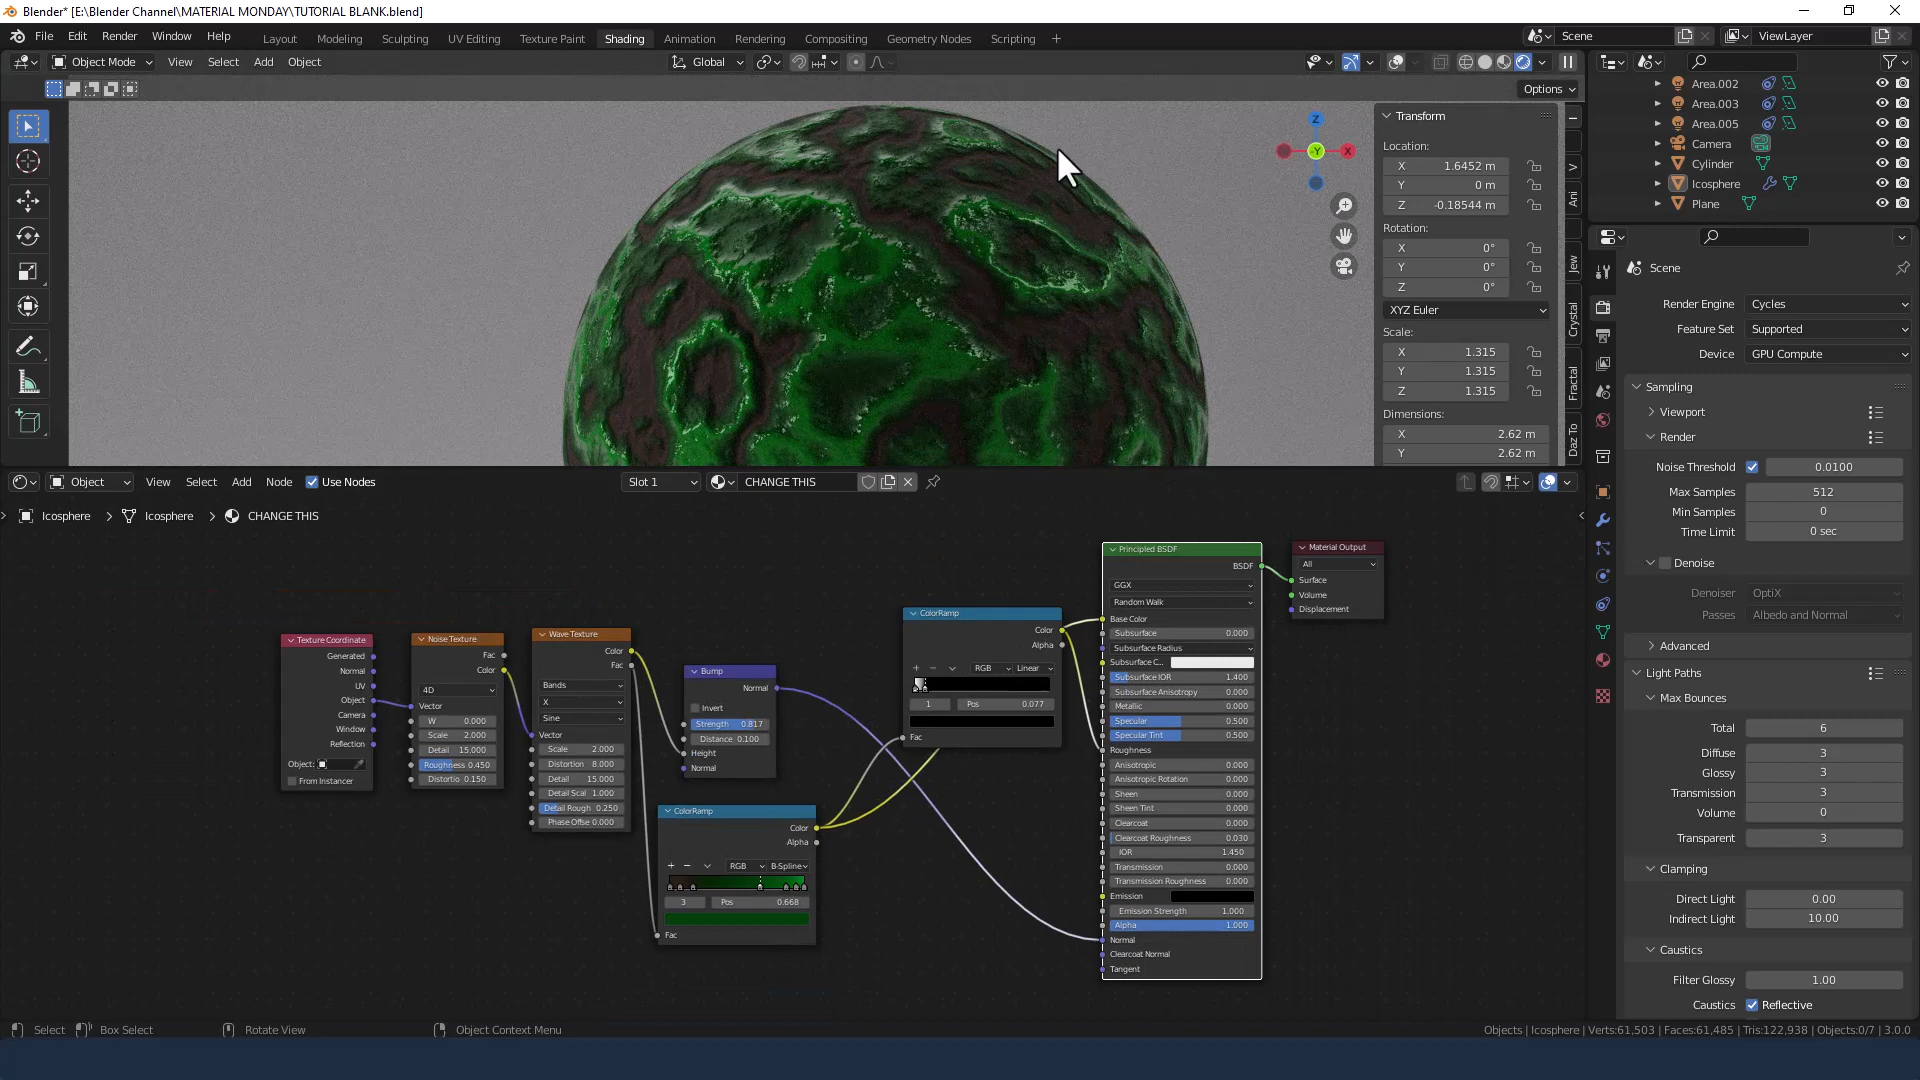 Blender* [E:\Blender Channel\MATERIAL MONDAY\TUTORIAL BLANK.blend]
File Edit Render Window Help
Layout Modeling Sculpting UV Editing Texture Paint Shading Animation Rendering Compositing Geometry Nodes Scripting +
Scene
ViewLayer
Object Mode View Select Add Object
Global
Options
Area.002
Area.003
Area.005
Camera
Cylinder
Icosphere
Plane
Z
-Y
X
Transform
Location:
X 1.6452 m
Y 0 m
Z -0.18544 m
Rotation:
X 0°
Y 0°
Z 0°
XYZ Euler
Scale:
X 1.315
Y 1.315
Z 1.315
Dimensions:
X 2.62 m
Y 2.62 m
V
Ani
Jew
Crystal
Fractal
Daz To
Scene
Render Engine Cycles
Feature Set Supported
Device GPU Compute
Sampling
Viewport
Render
Noise Threshold 0.0100
Max Samples 512
Min Samples 0
Time Limit 0 sec
Denoise
Denoiser OptiX
Passes Albedo and Normal
Advanced
Light Paths
Max Bounces
Total 6
Diffuse 3
Glossy 3
Transmission 3
Volume 0
Transparent 3
Clamping
Direct Light 0.00
Indirect Light 10.00
Caustics
Filter Glossy 1.00
Caustics Reflective
Object View Select Add Node Use Nodes
Slot 1
CHANGE THIS
Icosphere > Icosphere > CHANGE THIS
Texture Coordinate
Generated
Normal
UV
Object
Camera
Window
Reflection
Object:
From Instancer
Noise Texture
Fac
Color
4D
Vector
W 0.000
Scale 2.000
Detail 15.000
Roughness 0.450
Distortio 0.150
Wave Texture
Color
Fac
Bands
X
Sine
Vector
Scale 2.000
Distortion 8.000
Detail 15.000
Detail Scal 1.000
Detail Rough 0.250
Phase Offse 0.000
Bump
Normal
Invert
Strength 0.817
Distance 0.100
Height
Normal
ColorRamp
Color
Alpha
RGB B-Spline
3 Pos 0.668
Fac
ColorRamp
Color
Alpha
RGB Linear
1 Pos 0.077
Fac
Principled BSDF
BSDF
GGX
Random Walk
Base Color
Subsurface 0.000
Subsurface Radius
Subsurface C..
Subsurface IOR 1.400
Subsurface Anisotropy 0.000
Metallic 0.000
Specular 0.500
Specular Tint 0.500
Roughness
Anisotropic 0.000
Anisotropic Rotation 0.000
Sheen 0.000
Sheen Tint 0.000
Clearcoat 0.000
Clearcoat Roughness 0.030
IOR 1.450
Transmission 0.000
Transmission Roughness 0.000
Emission
Emission Strength 1.000
Alpha 1.000
Normal
Clearcoat Normal
Tangent
Material Output
All
Surface
Volume
Displacement
Select Box Select Rotate View Object Context Menu
Objects | Icosphere | Verts:61,503 | Faces:61,485 | Tris:122,938 | Objects:0/7 | 3.0.0